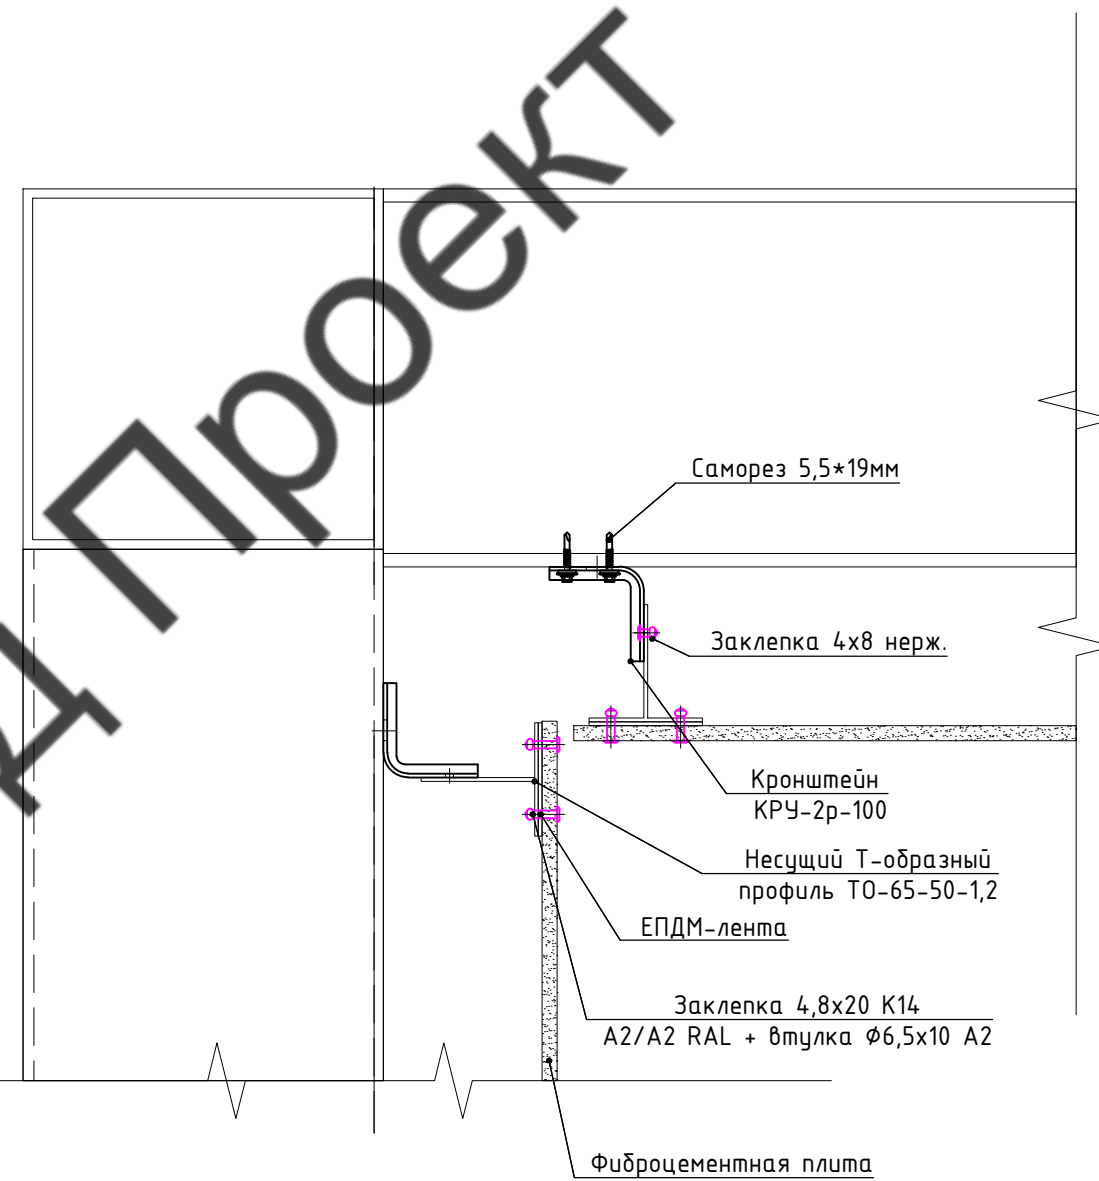 Д Проект
Саморез 5,5*19мм
Заклепка 4х8 нерж.
Кронштейн
КРУ-2р-100
Несущий Т-образный
профиль ТО-65-50-1,2
ЕПДМ-лента
Заклепка 4,8х20 К14
А2/А2 RAL + втулка Ф6,5х10 А2
Фиброцементная плита